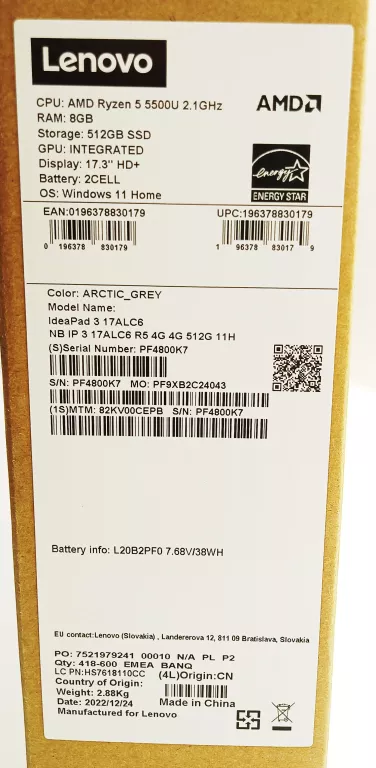 Lenovo
CPU: AMD Ryzen 5 5500U 2.1GHz
AMD
RAM: 8GB
Storage: 512GB SSD
GPU: INTEGRATED
Display: 17.3" HD+
Battery: 2CELL
OS: Windows 11 Home
energy
ENERGY STAR
EAN:0196378830179 UPC:196378830179
0 196378 830179 1 96378 83017 9
Color: ARCTIC_GREY
Model Name:
IdeaPad 3 17ALC6
NB IP 3 17ALC6 R5 4G 4G 512G 11H
(S)Serial Number: PF4800K7
S/N: PF4800K7 MO: PF9XB2C24043
(1S)MTM: 82KV00CEPB S/N: PF4800K7
Battery info: L20B2PF0 7.68V/38WH
EU contact:Lenovo (Slovakia) , Landererova 12, 811 09 Bratislava, Slovakia
PO: 7521979241 00010 N/A PL P2
Qty: 418-600 EMEA BANQ
LC PN:HS7618110CC (4L)Origin:CN
Country of Origin:
Weight: 2.88Kg
Made in China
Date: 2022/12/24
Manufactured for Lenovo